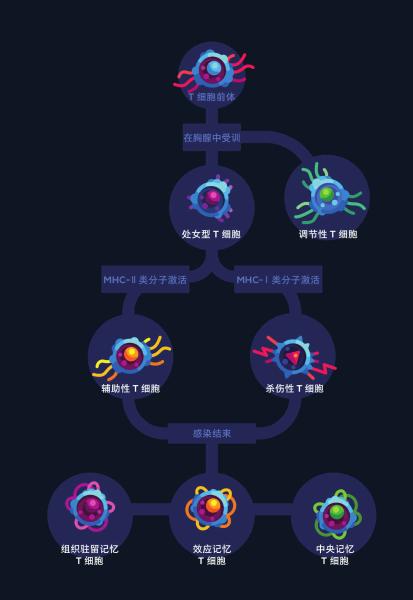 T 细胞前体
在胸腺中受训
处女型 T 细胞
调节性 T 细胞
MHC-Ⅱ 类分子激活
MHC-Ⅰ 类分子激活
辅助性 T 细胞
杀伤性 T 细胞
感染结束
组织驻留记忆
T 细胞
效应记忆
T 细胞
中央记忆
T 细胞